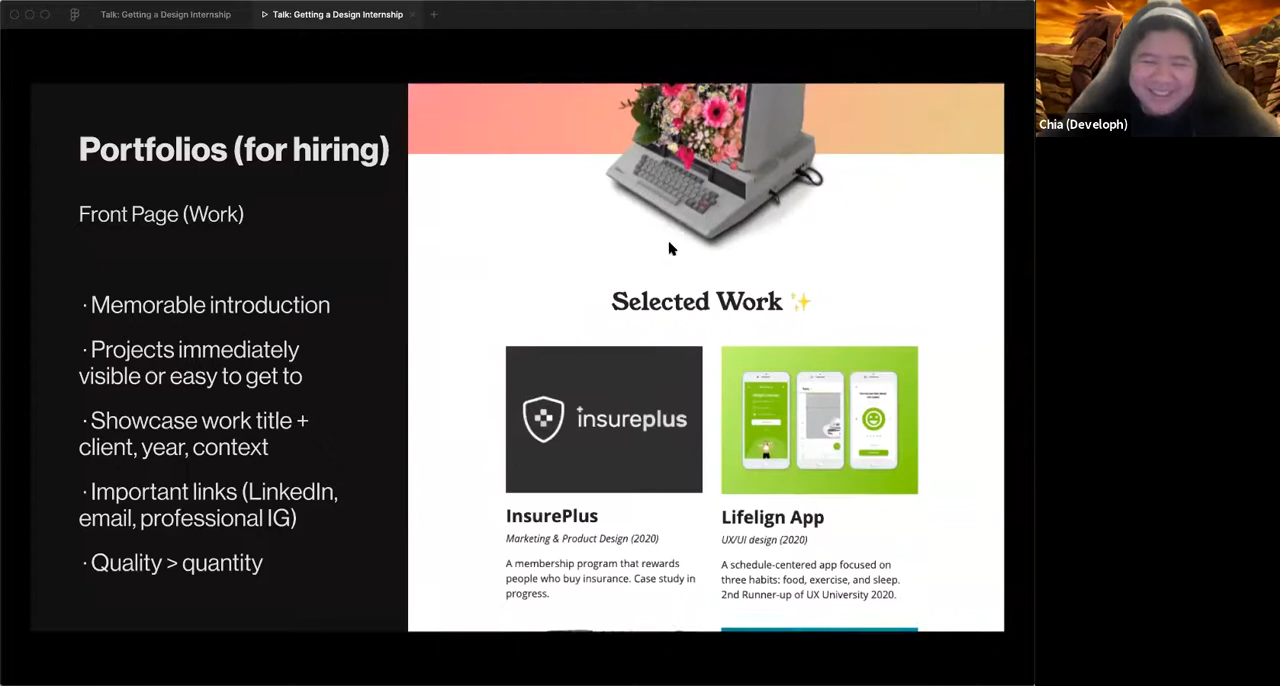 Talk: Getting a Design Internship
Talk: Getting a Design Internship
Portfolios (for hiring)
Front Page (Work)
· Memorable introduction
· Projects immediately
visible or easy to get to
· Showcase work title +
client, year, context
· Important links (LinkedIn,
email, professional IG)
· Quality > quantity
Selected Work ✨
insureplus
InsurePlus
Marketing & Product Design (2020)
A membership program that rewards
people who buy insurance. Case study in
progress.
Lifelign App
UX/UI design (2020)
A schedule-centered app focused on
three habits: food, exercise, and sleep.
2nd Runner-up of UX University 2020.
Chia (Developh)